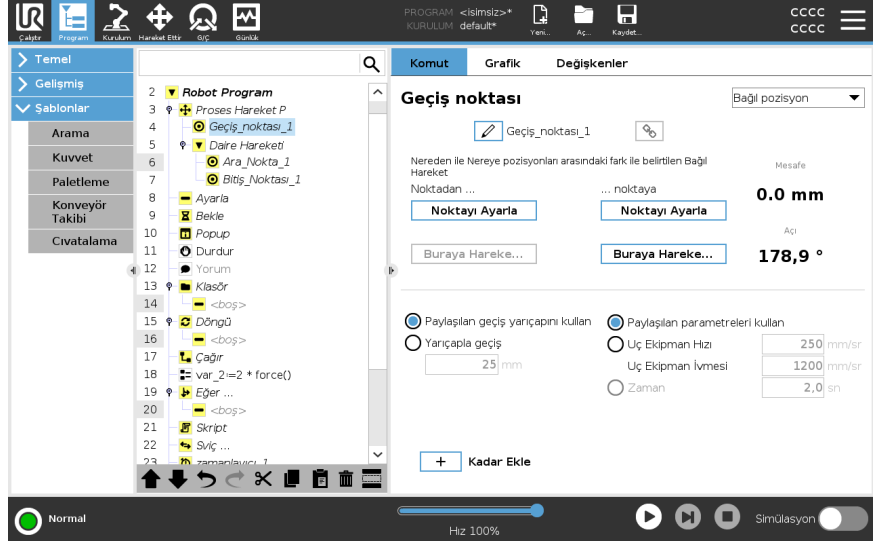 PROGRAM <isimsiz>*
KURULUM default*
CCCC
CCCC
Çalıştır
Program
Kurulum
Hareket Ettir
G/Ç
Günlük
Yeni...
Aç...
Kaydet...
Temel
Gelişmiş
Şablonlar
Arama
Kuvvet
Paletleme
Konveyör
Takibi
Cıvatalama
2 Robot Program
3 Proses Hareket P
4 Geçiş_noktası_1
5 Daire Hareketi
6 Ara_Nokta_1
7 Bitiş_Noktası_1
8 Ayarla
9 Bekle
10 Popup
11 Durdur
12 Yorum
13 Klasör
14 <boş>
15 Döngü
16 <boş>
17 Çağır
18 var_2≔2 * force()
19 Eğer ...
20 <boş>
21 Skript
22 Sviç ...
23 zamanlayıcı_1
Komut
Grafik
Değişkenler
Geçiş noktası
Bağıl pozisyon
Geçiş_noktası_1
Nereden ile Nereye pozisyonları arasındaki fark ile belirtilen Bağıl
Hareket
Noktadan ...
... noktaya
Noktayı Ayarla
Noktayı Ayarla
Buraya Hareke...
Buraya Hareke...
Mesafe
0.0 mm
Açı
178,9 °
Paylaşılan geçiş yarıçapını kullan
Yarıçapla geçiş
25 mm
Paylaşılan parametreleri kullan
Uç Ekipman Hızı 250 mm/sn
Uç Ekipman İvmesi 1200 mm/sn
Zaman 2,0 sn
+ Kadar Ekle
Normal
Hız 100%
Simülasyon